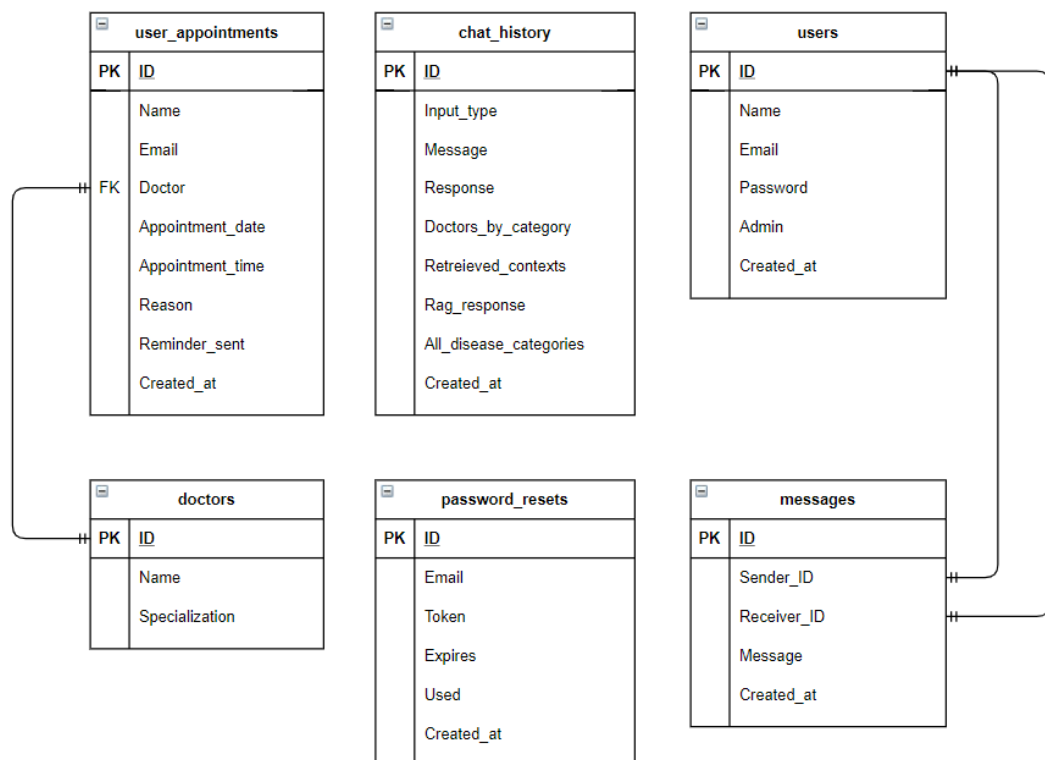 user_appointments
PK ID
Name
Email
FK Doctor
Appointment_date
Appointment_time
Reason
Reminder_sent
Created_at
chat_history
PK ID
Input_type
Message
Response
Doctors_by_category
Retreieved_contexts
Rag_response
All_disease_categories
Created_at
users
PK ID
Name
Email
Password
Admin
Created_at
doctors
PK ID
Name
Specialization
password_resets
PK ID
Email
Token
Expires
Used
Created_at
messages
PK ID
Sender_ID
Receiver_ID
Message
Created_at